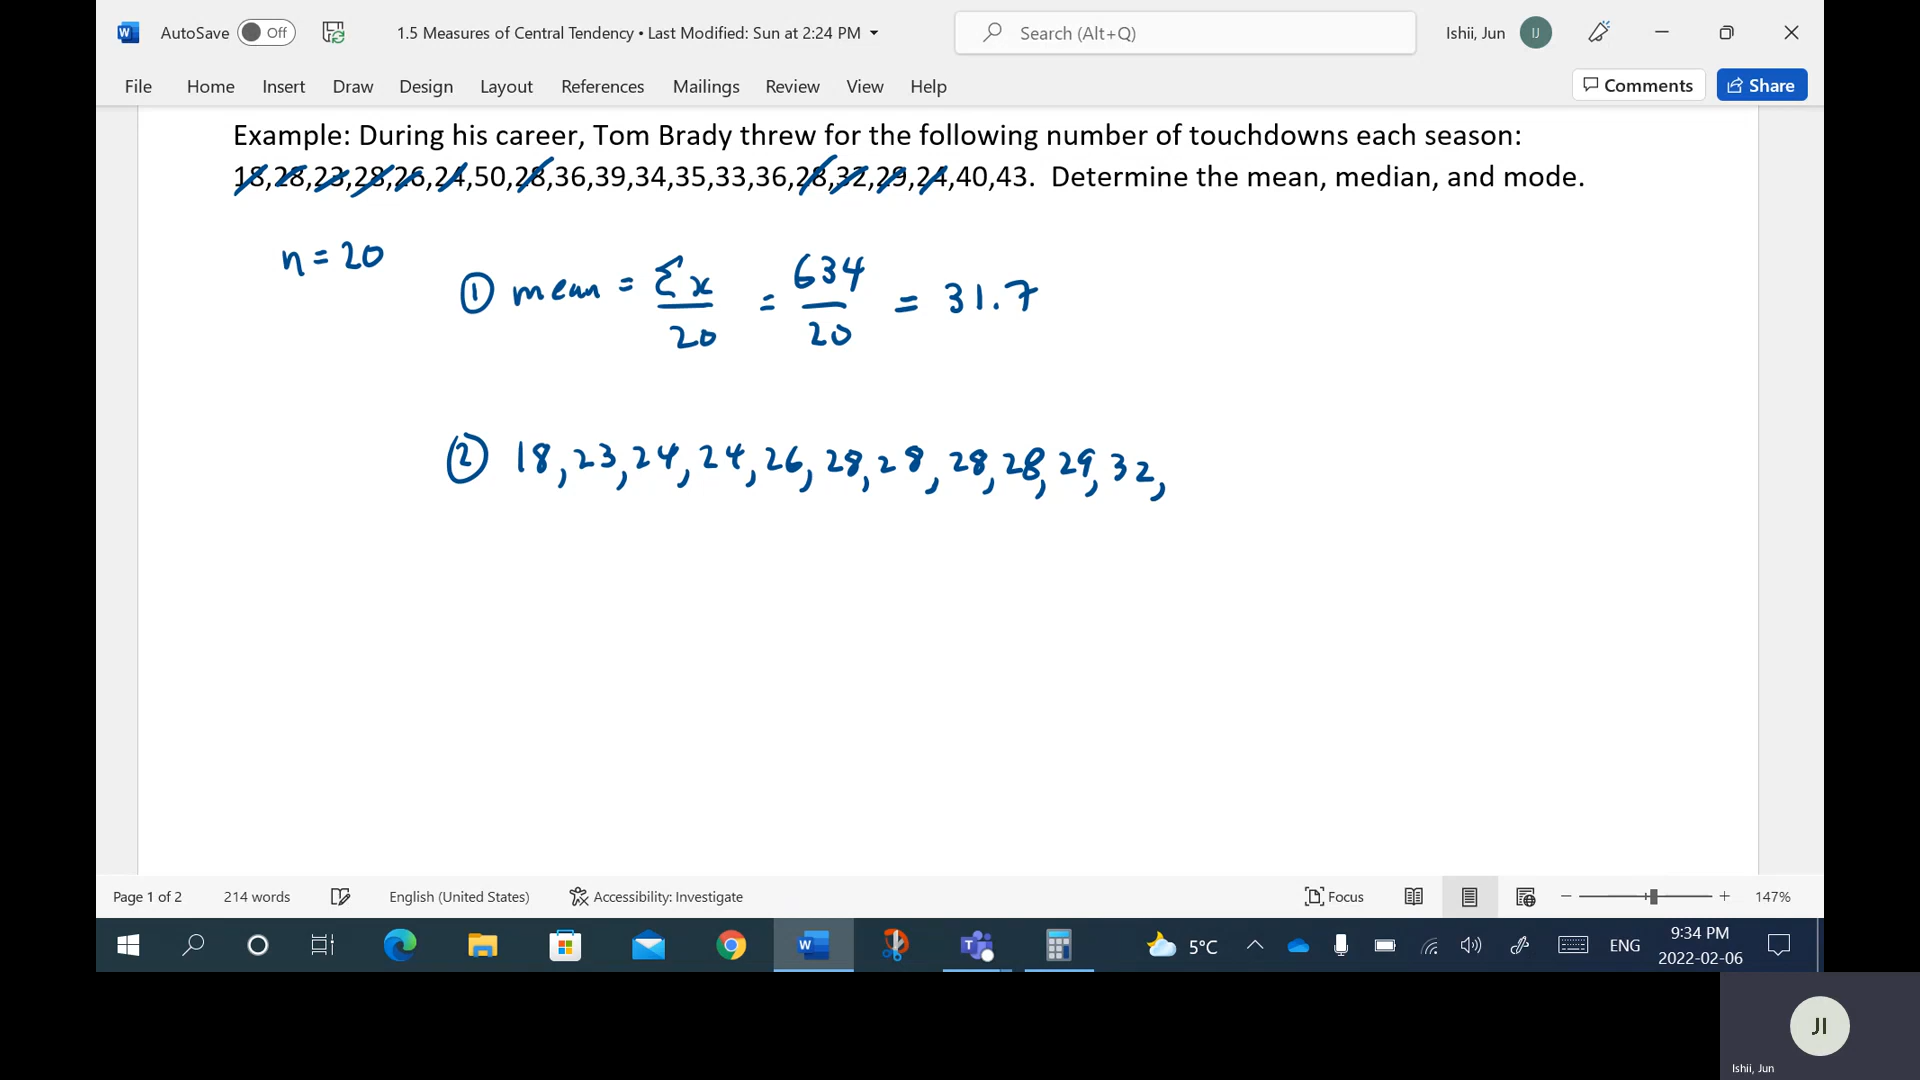 AutoSave Off 1.5 Measures of Central Tendency • Last Modified: Sun at 2:24 PM Search (Alt+Q) Ishii, Jun IJ
File Home Insert Draw Design Layout References Mailings Review View Help Comments Share
Example: During his career, Tom Brady threw for the following number of touchdowns each season:
18,28,23,28,26,24,50,28,36,39,34,35,33,36,28,32,29,24,40,43. Determine the mean, median, and mode.
n = 20
① mean = Σx / 20 = 634 / 20 = 31.7
② 18, 23, 24, 24, 26, 28, 28, 28, 28, 29, 32,
Page 1 of 2 214 words English (United States) Accessibility: Investigate Focus 147%
5°C ENG 9:34 PM
2022-02-06
JI
Ishii, Jun